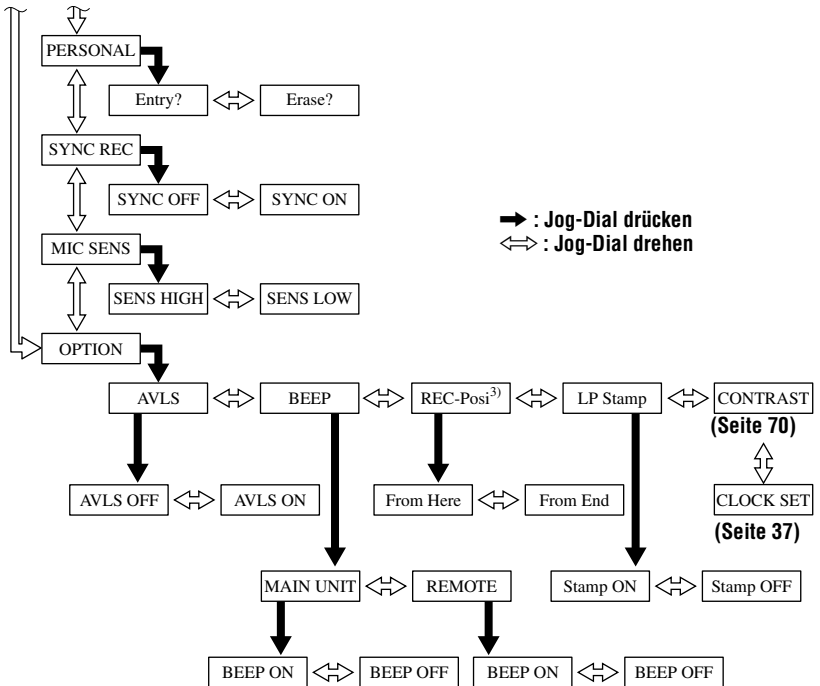 PERSONAL
Entry? Erase?
SYNC REC
SYNC OFF SYNC ON
: Jog-Dial drücken
: Jog-Dial drehen
MIC SENS
SENS HIGH SENS LOW
OPTION
AVLS BEEP REC-Posi3) LP Stamp CONTRAST
(Seite 70)
AVLS OFF AVLS ON From Here From End CLOCK SET
(Seite 37)
MAIN UNIT REMOTE Stamp ON Stamp OFF
BEEP ON BEEP OFF BEEP ON BEEP OFF